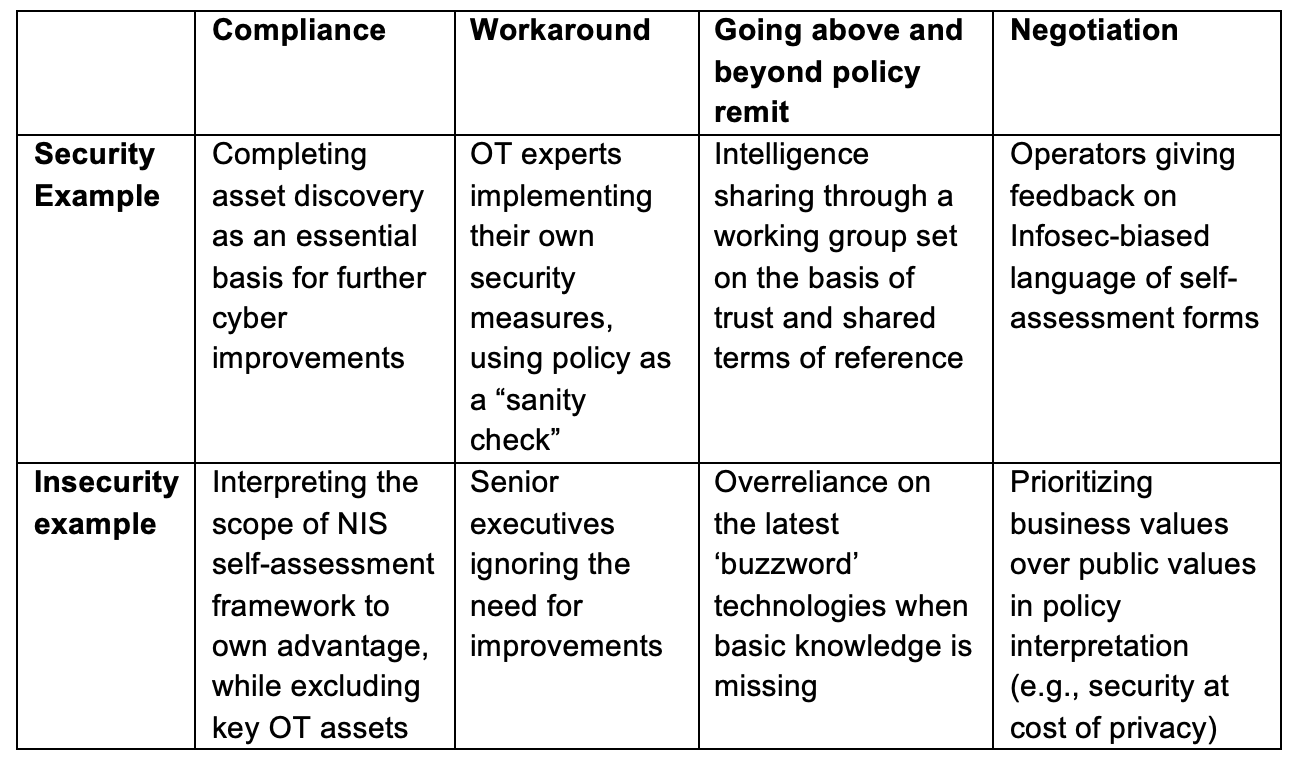 Compliance
Workaround
Going above and
beyond policy
remit
Negotiation
Security
Example
Completing
asset discovery
as an essential
basis for further
cyber
improvements
OT experts
implementing
their own
security
measures,
using policy as
a “sanity
check”
Intelligence
sharing through a
working group set
on the basis of
trust and shared
terms of reference
Operators giving
feedback on
Infosec-biased
language of self-
assessment forms
Insecurity
example
Interpreting the
scope of NIS
self-assessment
framework to
own advantage,
while excluding
key OT assets
Senior
executives
ignoring the
need for
improvements
Overreliance on
the latest
‘buzzword’
technologies when
basic knowledge is
missing
Prioritizing
business values
over public values
in policy
interpretation
(e.g., security at
cost of privacy)